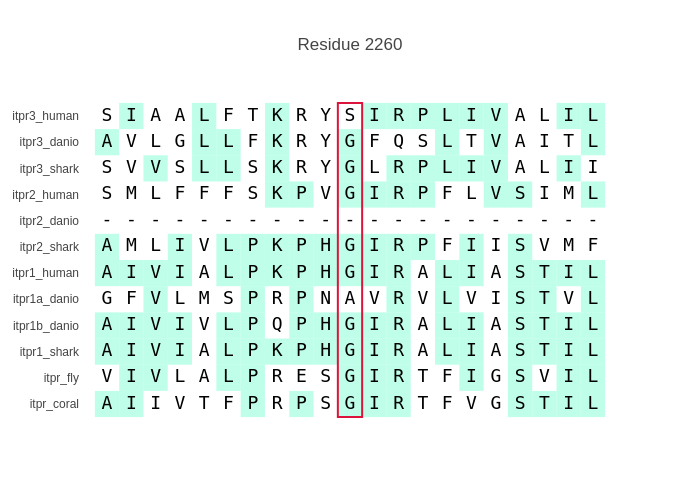 Residue 2260
itpr3_human S I A A L F T K R Y S I R P L I V A L I L
itpr3_danio A V L G L L F K R Y G F Q S L T V A I T L
itpr3_shark S V V S L L S K R Y G L R P L I V A L I I
itpr2_human S M L F F F S K P V G I R P F L V S I M L
itpr2_danio - - - - - - - - - - - - - - - - - - - - -
itpr2_shark A M L I V L P K P H G I R P F I I S V M F
itpr1_human A I V I A L P K P H G I R A L I A S T I L
itpr1a_danio G F V L M S P R P N A V R V L V I S T V L
itpr1b_danio A I V I V L P Q P H G I R A L I A S T I L
itpr1_shark A I V I A L P K P H G I R A L I A S T I L
itpr_fly V I V L A L P R E S G I R T F I G S V I L
itpr_coral A I I V T F P R P S G I R T F V G S T I L